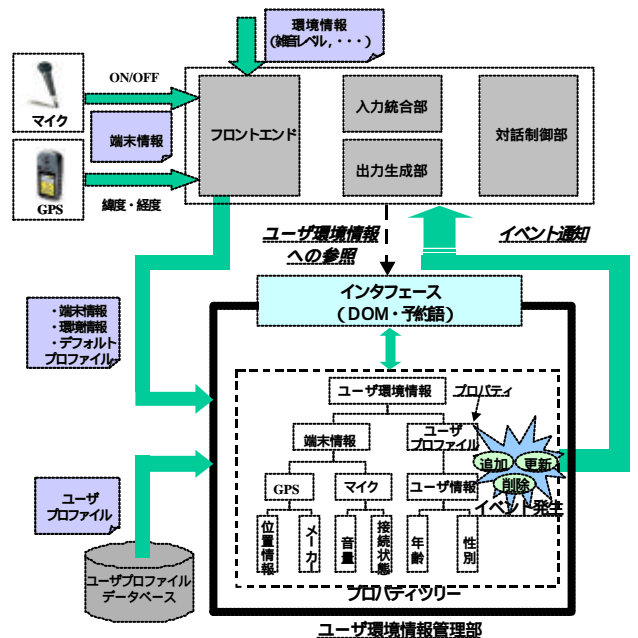 環境情報
(雑音レベル,・・・)
ON/OFF
マイク
端末情報
GPS
緯度・経度
フロントエンド
入力統合部
出力生成部
対話制御部
ユーザ環境情報
への参照
イベント通知
インタフェース
(DOM・予約語)
・端末情報
・環境情報
・デフォルト
プロファイル
ユーザ環境情報
プロパティ
端末情報
ユーザ
プロファイル
追加
更新
削除
イベント発生
GPS
マイク
ユーザ情報
位置情報
メーカー
音量
接続状態
年齢
性別
プロパティツリー
ユーザ
プロファイル
ユーザプロファイル
データベース
ユーザ環境情報管理部